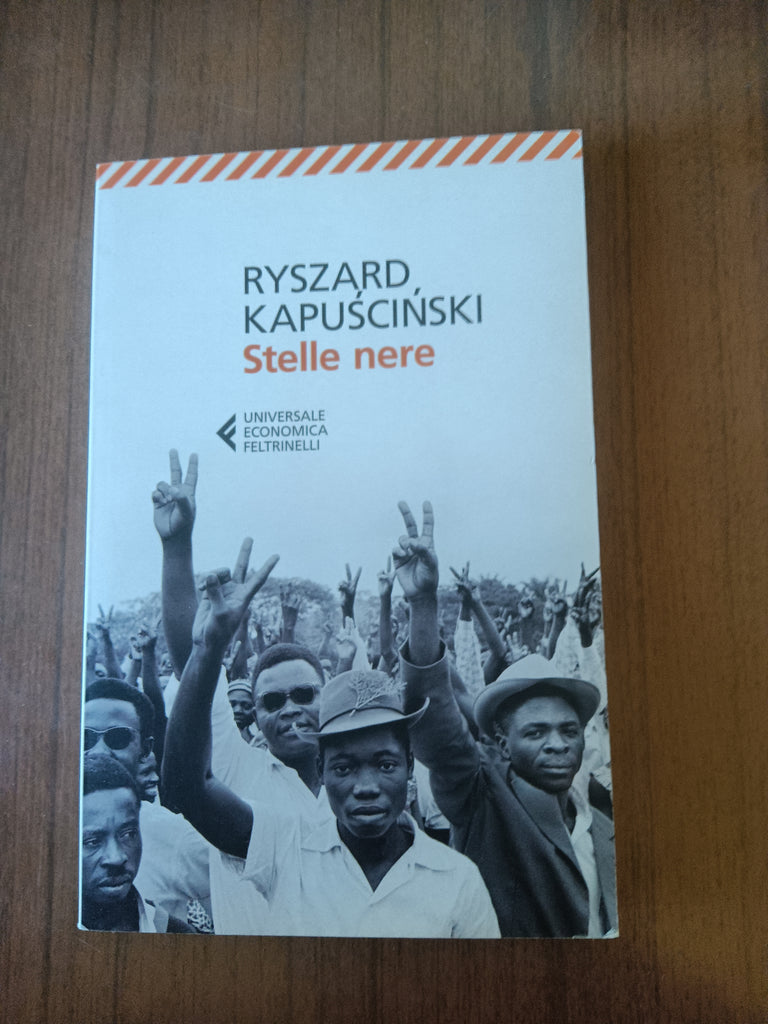 RYSZARD
KAPUŚCIŃSKI
Stelle nere
UNIVERSALE
ECONOMICA
FELTRINELLI